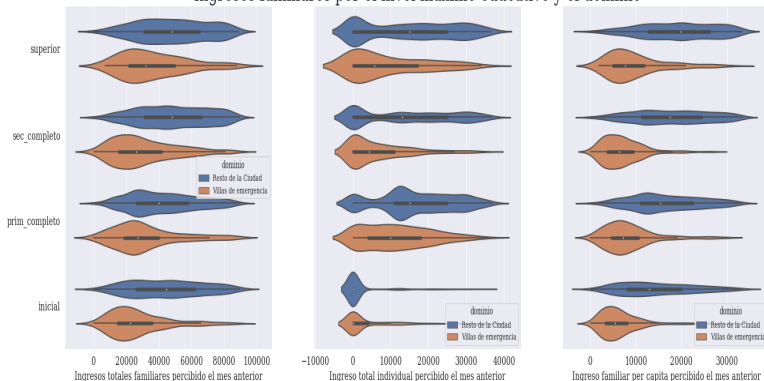 superior
sec_completo
prim_completo
inicial
dominio
Resto de la Ciudad
Villas de emergencia
0 20000 40000 60000 80000 100000
Ingresos totales familiares percibido el mes anterior
dominio
Resto de la Ciudad
Villas de emergencia
−10000 0 10000 20000 30000 40000
Ingreso total individual percibido el mes anterior
dominio
Resto de la Ciudad
Villas de emergencia
0 10000 20000 30000
Ingreso familiar per capita percibido el mes anterior